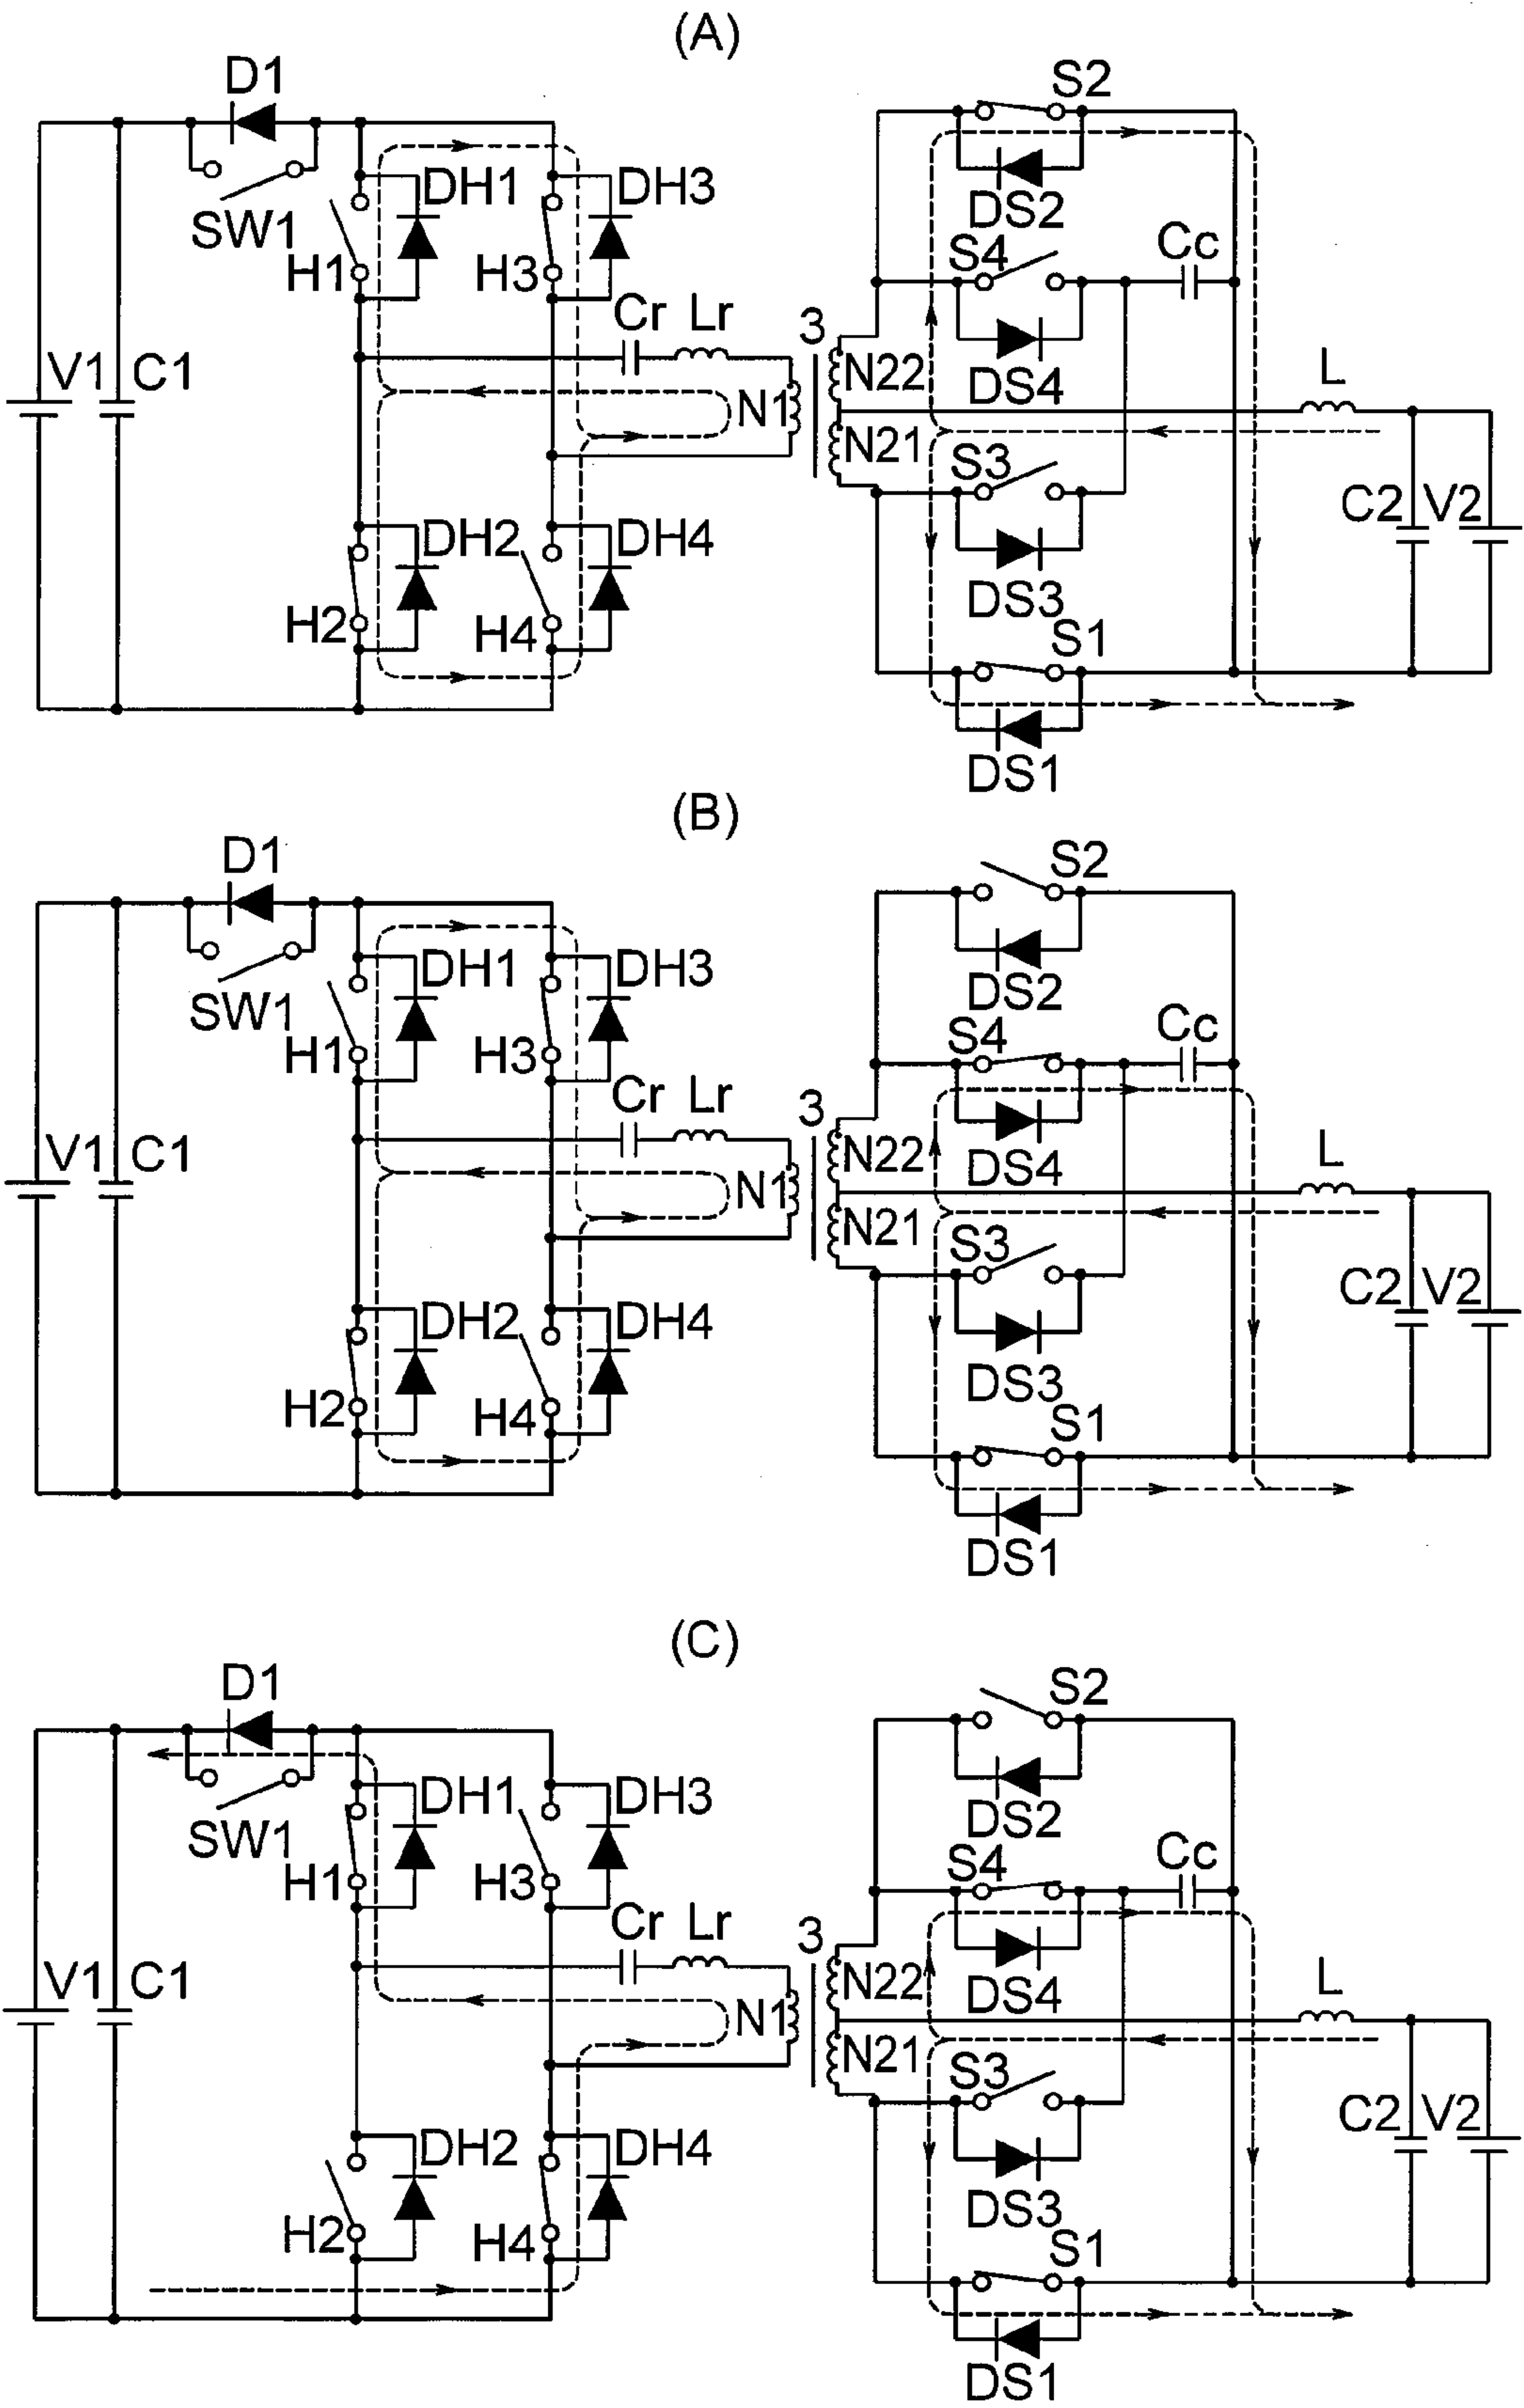 (A)
D1
S2
DH1
DH3
DS2
SW1
S4
Cc
H1
H3
Cr
Lr
3
V1
C1
N22
DS4
L
N1
N21
S3
C2
V2
DH2
DH4
DS3
H2
H4
S1
DS1
(B)
D1
S2
DH1
DH3
DS2
SW1
S4
Cc
H1
H3
Cr
Lr
3
V1
C1
N22
DS4
L
N1
N21
S3
C2
V2
DH2
DH4
DS3
H2
H4
S1
DS1
(C)
D1
S2
DH1
DH3
DS2
SW1
S4
Cc
H1
H3
Cr
Lr
3
V1
C1
N22
DS4
L
N1
N21
S3
C2
V2
DH2
DH4
DS3
H2
H4
S1
DS1